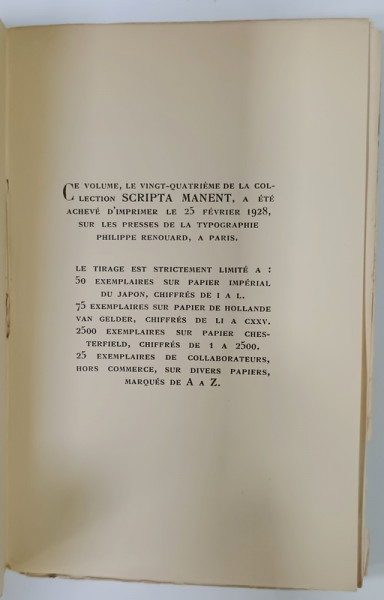 CE VOLUME, LE VINGT-QUATRIÈME DE LA COL-
LECTION SCRIPTA MANENT, A ÉTÉ
ACHEVÉ D'IMPRIMER LE 25 FÉVRIER 1928,
SUR LES PRESSES DE LA TYPOGRAPHIE
PHILIPPE RENOUARD, A PARIS.
LE TIRAGE EST STRICTEMENT LIMITÉ A :
50 EXEMPLAIRES SUR PAPIER IMPÉRIAL
DU JAPON, CHIFFRÉS DE I A L.
75 EXEMPLAIRES SUR PAPIER DE HOLLANDE
VAN GELDER, CHIFFRÉS DE LI A CXXV.
2500 EXEMPLAIRES SUR PAPIER CHES-
TERFIELD, CHIFFRÉS DE 1 A 2500.
25 EXEMPLAIRES DE COLLABORATEURS,
HORS COMMERCE, SUR DIVERS PAPIERS,
MARQUÉS DE A A Z.